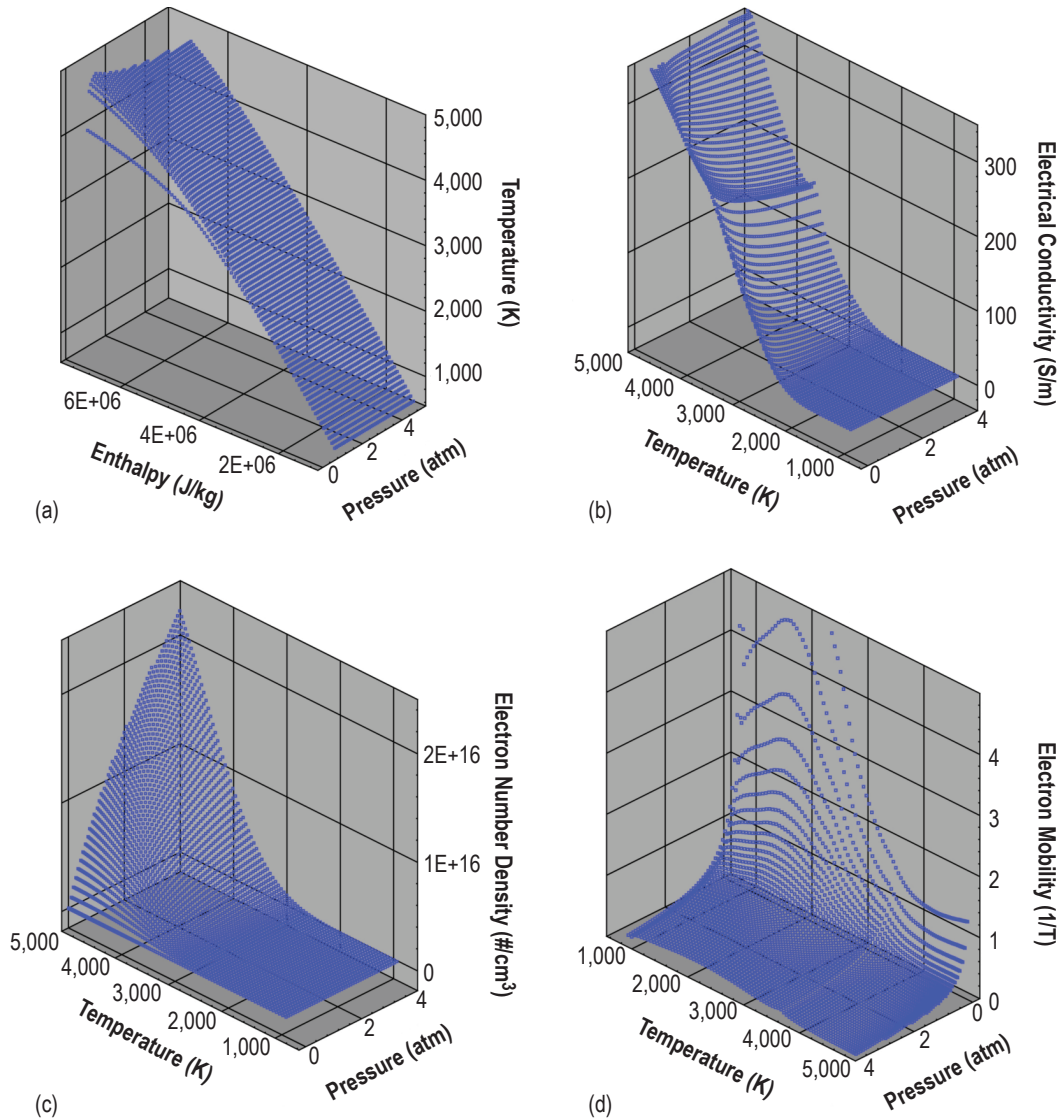 5,000
4,000
3,000
2,000
1,000
Temperature (K)
6E+06
4E+06
2E+06
Enthalpy (J/kg)
0
2
4
Pressure (atm)
(a)
300
200
100
0
Electrical Conductivity (S/m)
5,000
4,000
3,000
2,000
1,000
Temperature (K)
0
2
4
Pressure (atm)
(b)
2E+16
1E+16
0
Electron Number Density (#/cm³)
5,000
4,000
3,000
2,000
1,000
Temperature (K)
0
2
4
Pressure (atm)
(c)
4
3
2
1
0
Electron Mobility (1/T)
1,000
2,000
3,000
4,000
5,000
Temperature (K)
4
2
0
Pressure (atm)
(d)